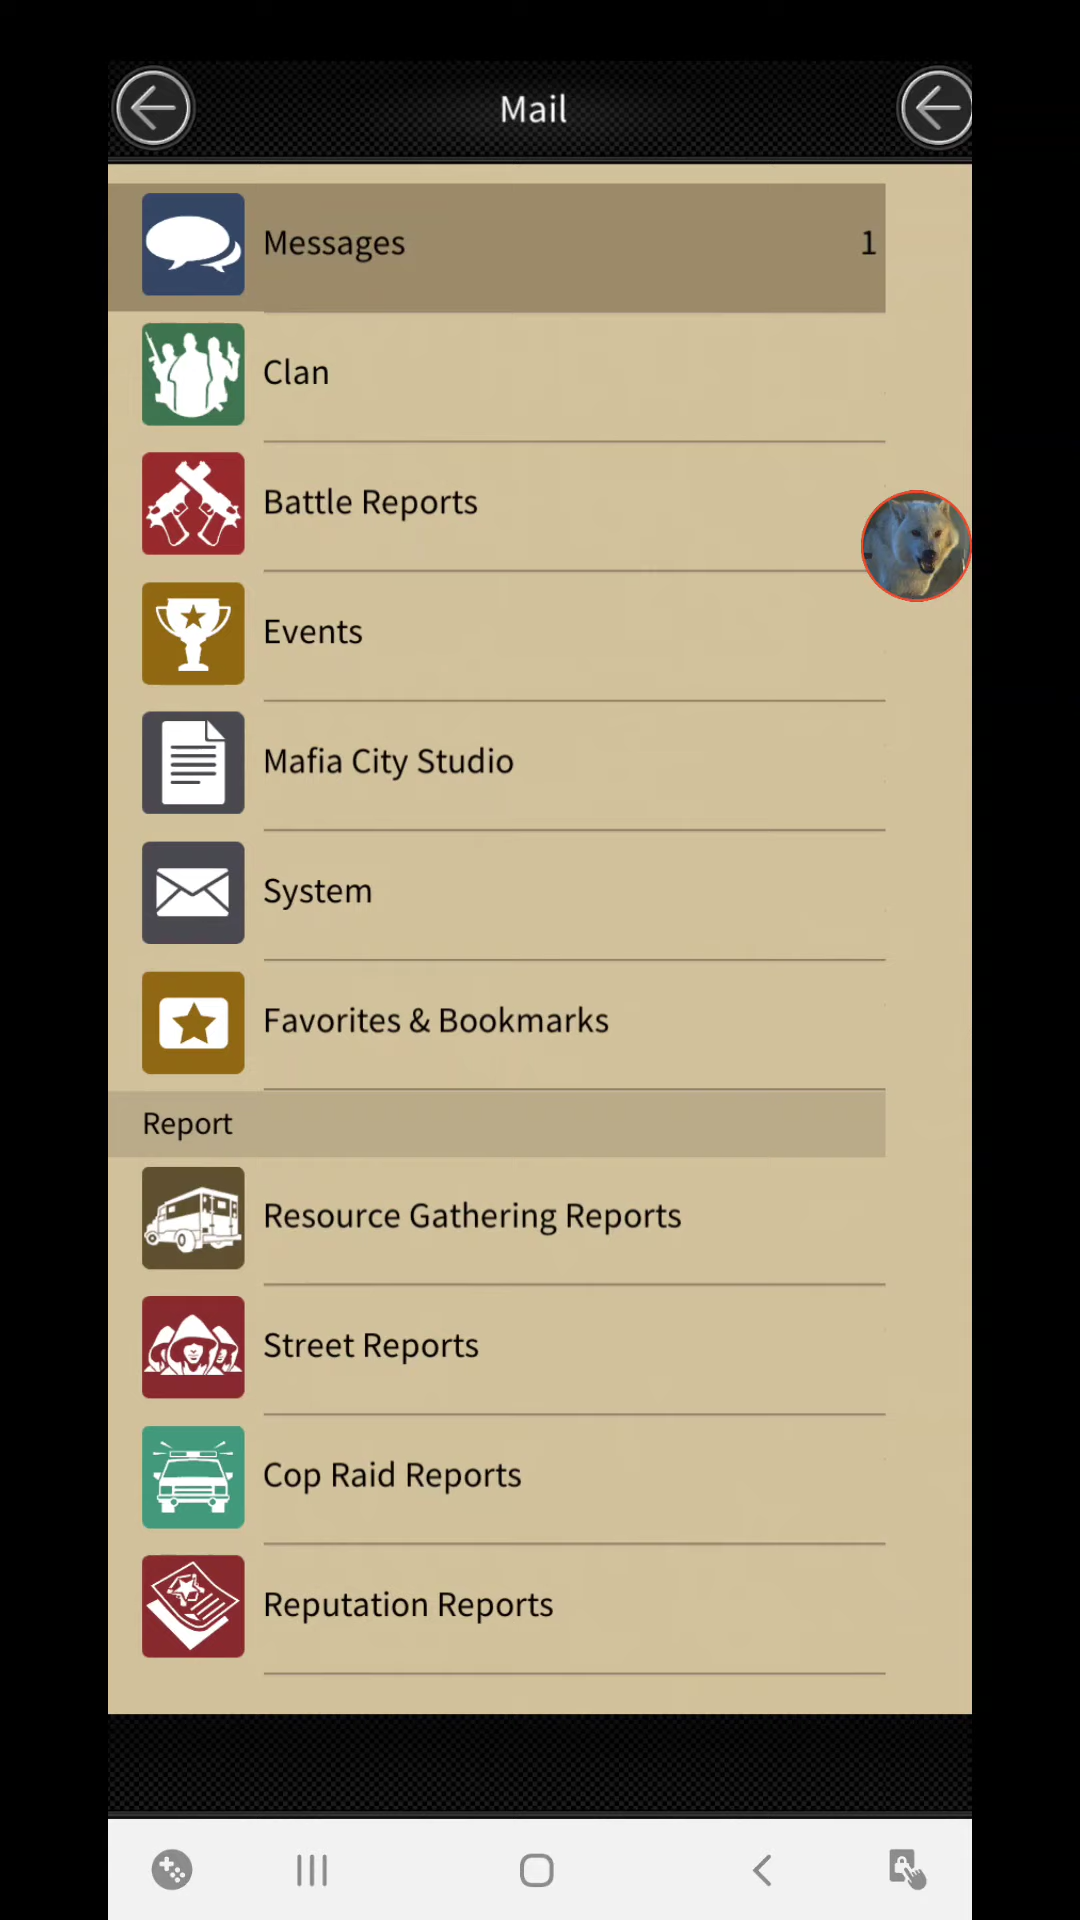 Mail
Messages 1
Clan
Battle Reports
Events
Mafia City Studio
System
Favorites & Bookmarks
Report
Resource Gathering Reports
Street Reports
Cop Raid Reports
Reputation Reports